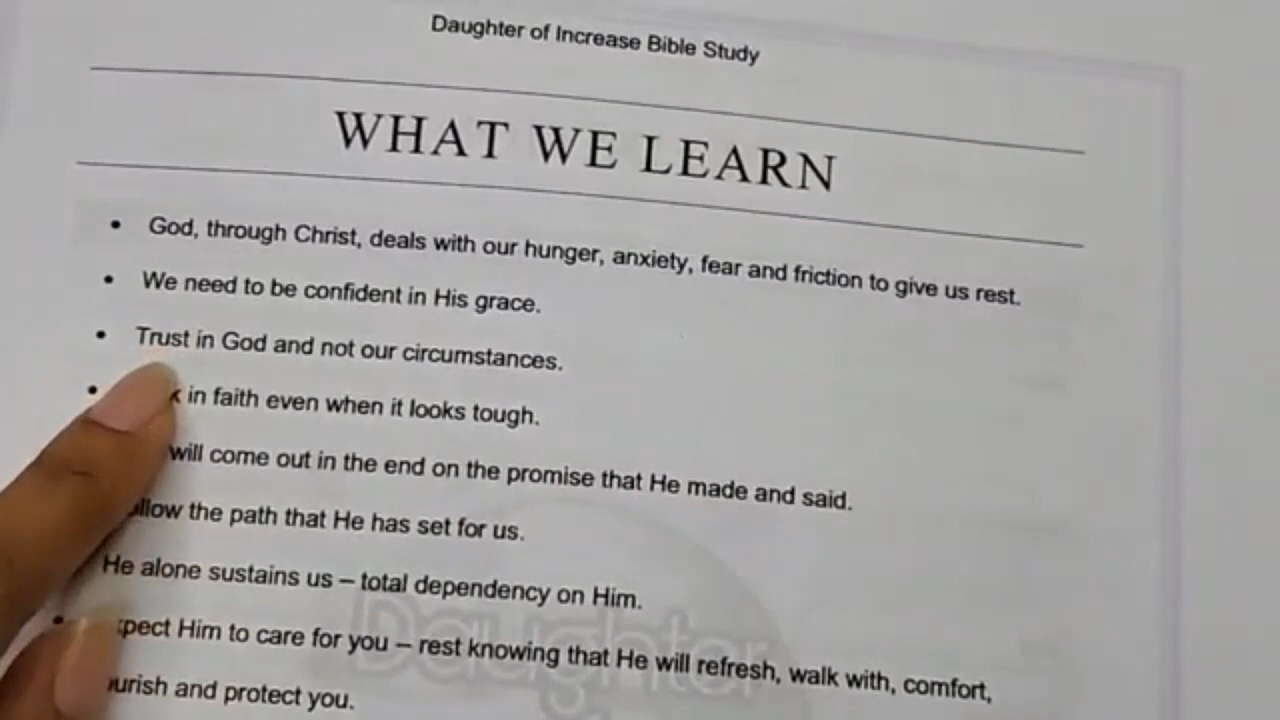 Daughter of Increase Bible Study
WHAT WE LEARN
• God, through Christ, deals with our hunger, anxiety, fear and friction to give us rest.
• We need to be confident in His grace.
• Trust in God and not our circumstances.
• in faith even when it looks tough.
will come out in the end on the promise that He made and said.
the path that He has set for us.
He alone sustains us – total dependency on Him.
• Him to care for you – rest knowing that He will refresh, walk with, comfort,
and protect you.
Daughter